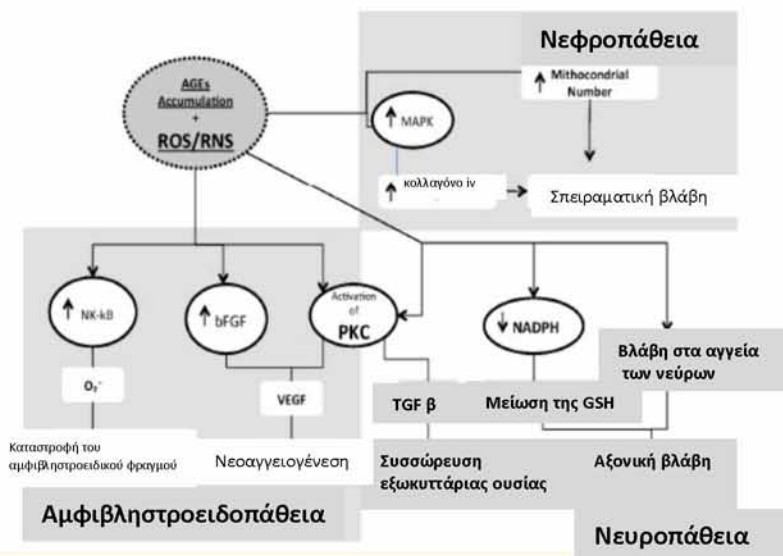 Νεφροπάθεια
AGEs
Accumulation
+
ROS/RNS
↑ Mithocondrial
Number
↑ MAPK
↑ κολλαγόνο iv
Σπειραματική βλάβη
↑ NK-kB
↑ bFGF
Activation
of
PKC
↓ NADPH
Βλάβη στα αγγεία
των νεύρων
O₂⁻
VEGF
TGF β
Μείωση της GSH
Καταστροφή του
αμφιβληστροειδικού φραγμού
Νεοαγγειογένεση
Συσσώρευση
εξωκυττάριας ουσίας
Αξονική βλάβη
Αμφιβληστροειδοπάθεια
Νευροπάθεια